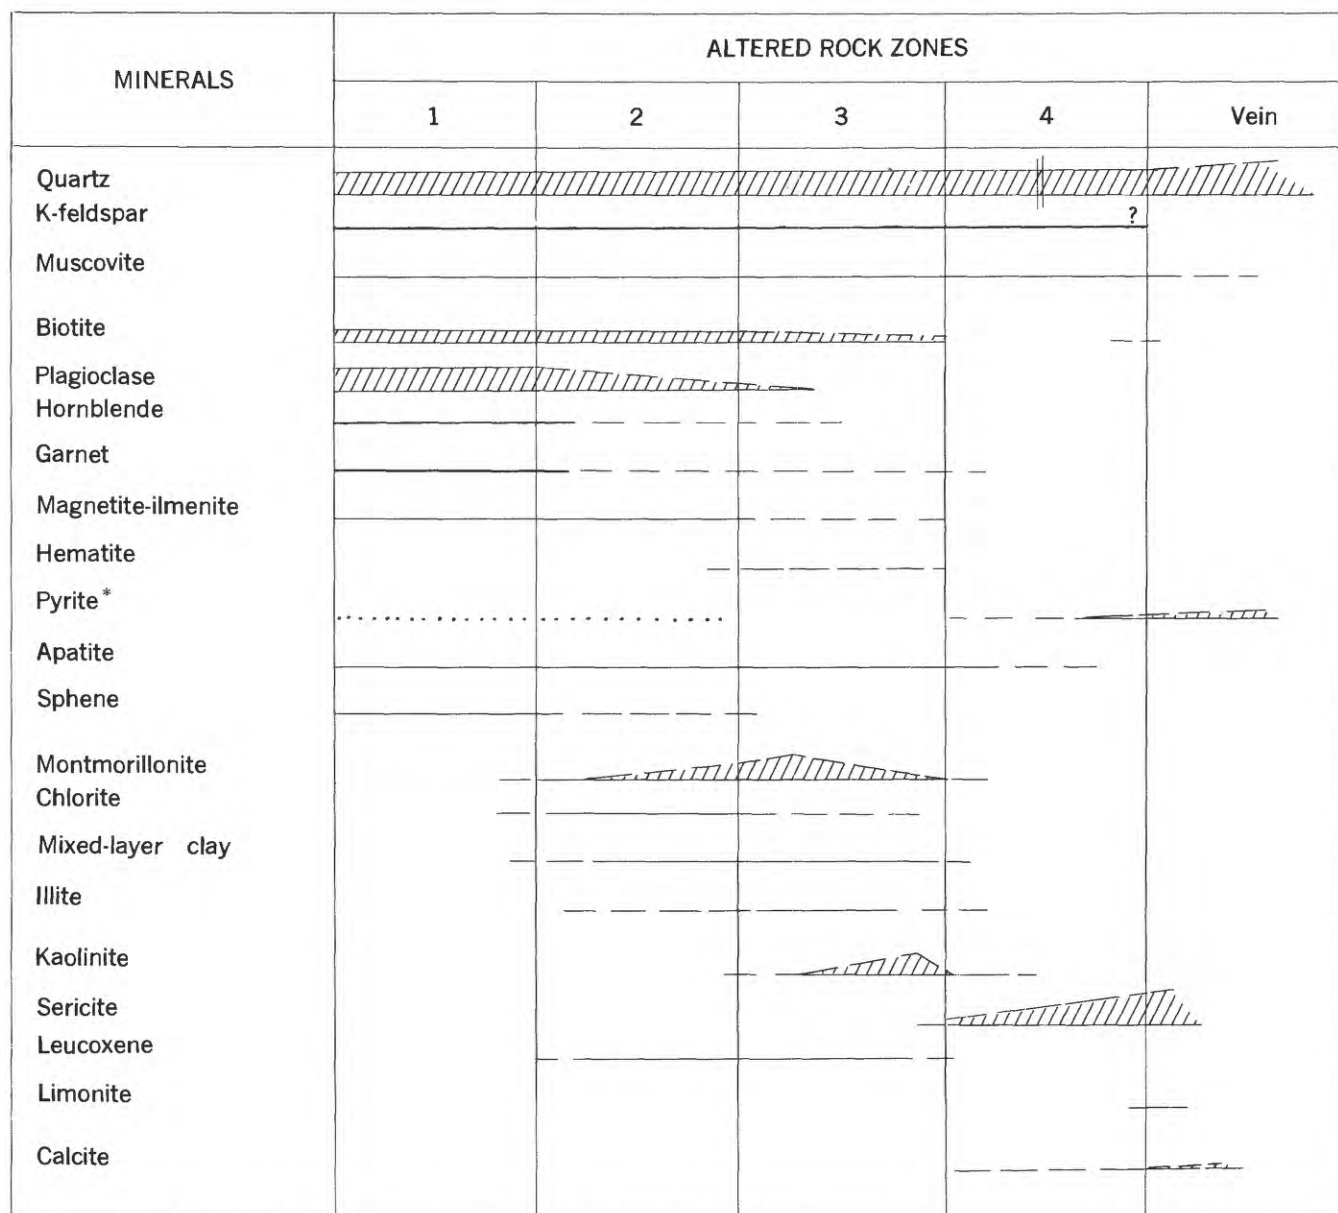 MINERALS
ALTERED ROCK ZONES
1 2 3 4 Vein
Quartz
K-feldspar
?
Muscovite
Biotite
Plagioclase
Hornblende
Garnet
Magnetite-ilmenite
Hematite
Pyrite*
Apatite
Sphene
Montmorillonite
Chlorite
Mixed-layer clay
Illite
Kaolinite
Sericite
Leucoxene
Limonite
Calcite